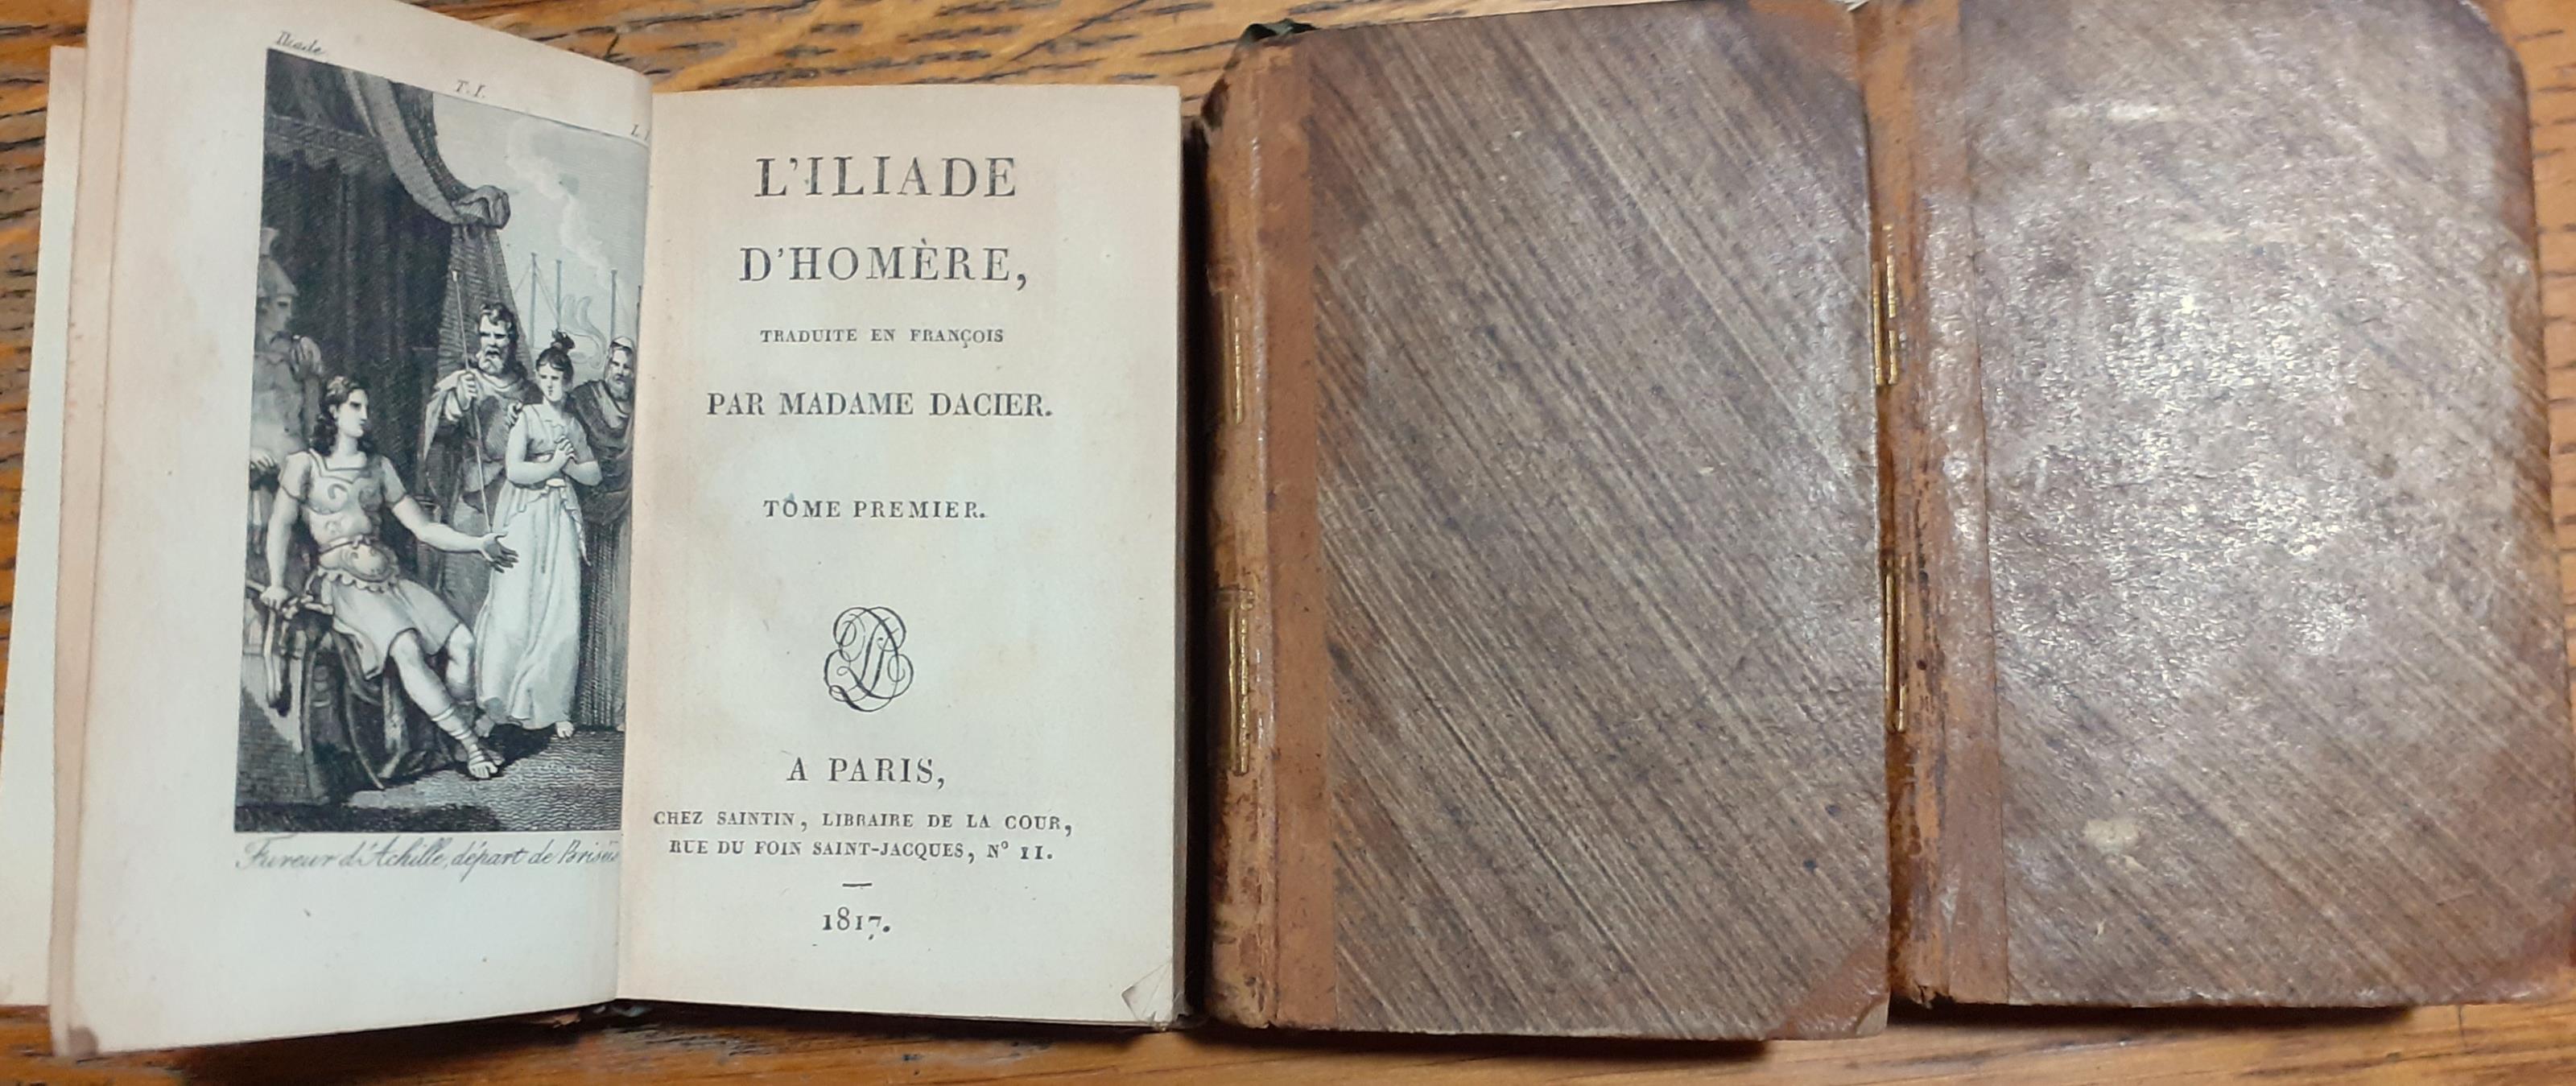 Iliade.
T. I.
Fureur d'Achille, départ de
L'ILIADE
D'HOMÈRE,
TRADUITE EN FRANÇOIS
PAR MADAME DACIER.
TOME PREMIER.
A PARIS,
CHEZ SAINTIN, LIBRAIRE DE LA COUR,
RUE DU FOIN SAINT-JACQUES, N° 11.
1817.